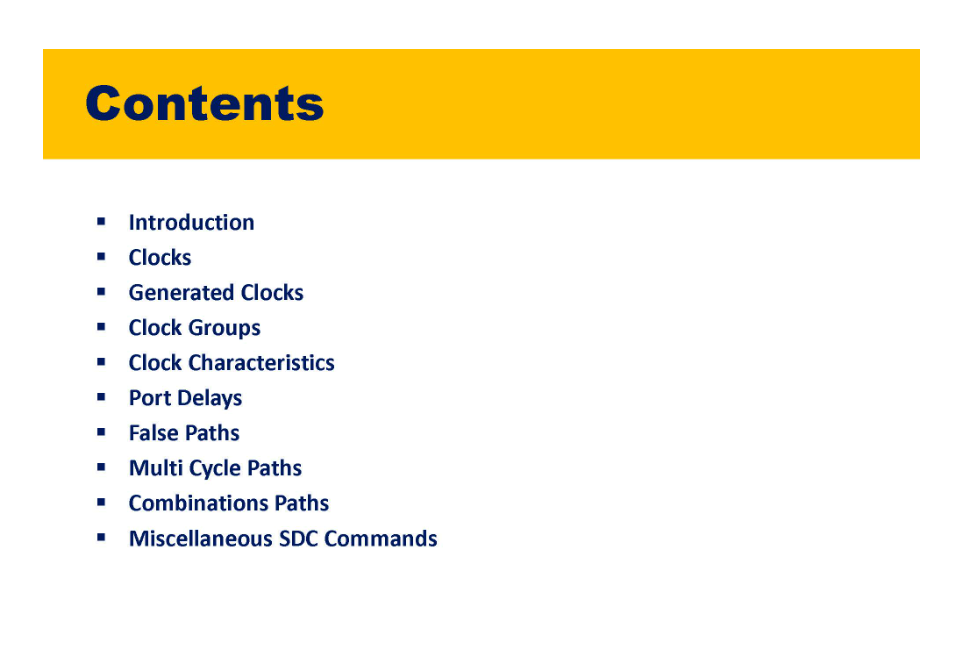 Contents
▪ Introduction
▪ Clocks
▪ Generated Clocks
▪ Clock Groups
▪ Clock Characteristics
▪ Port Delays
▪ False Paths
▪ Multi Cycle Paths
▪ Combinations Paths
▪ Miscellaneous SDC Commands